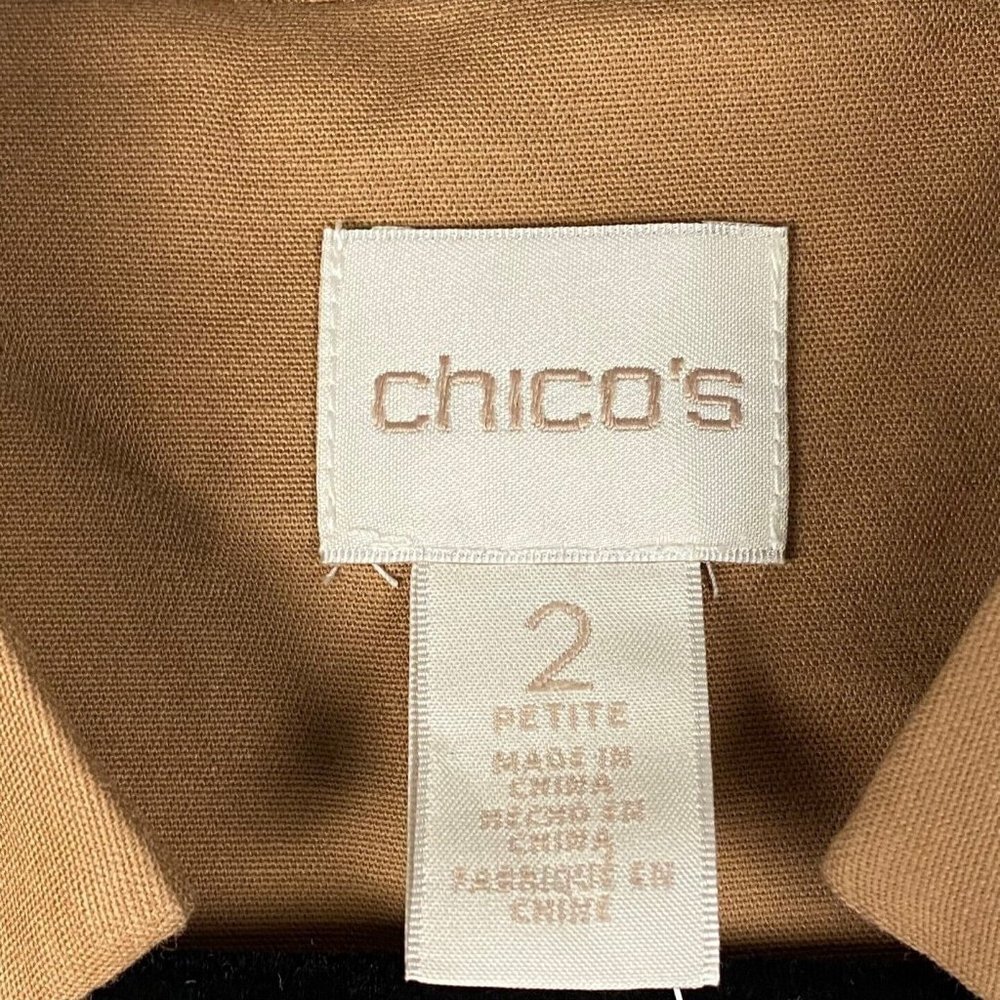 chico's
2
PETITE
MADE IN
CHINA
HECHO EN
CHINA
FABRIQUÉ EN
CHINE